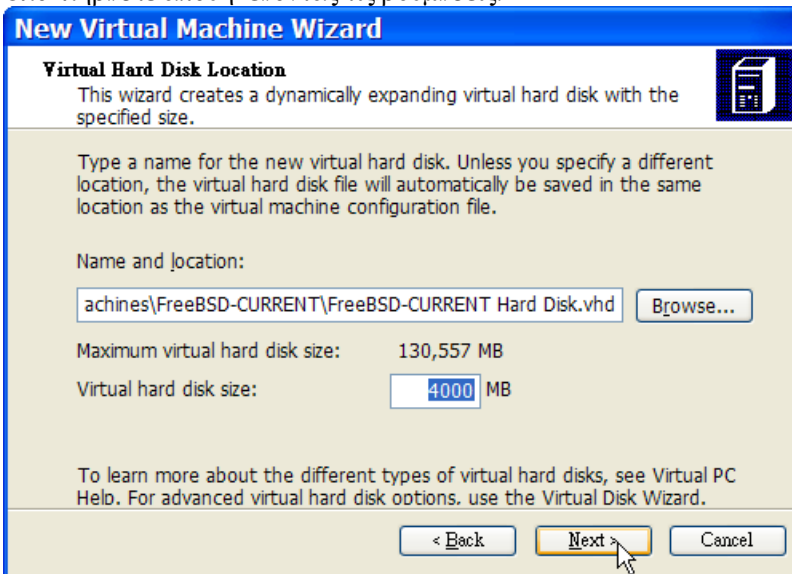 New Virtual Machine Wizard
Virtual Hard Disk Location
This wizard creates a dynamically expanding virtual hard disk with the
specified size.
Type a name for the new virtual hard disk. Unless you specify a different
location, the virtual hard disk file will automatically be saved in the same
location as the virtual machine configuration file.
Name and location:
achines\FreeBSD-CURRENT\FreeBSD-CURRENT Hard Disk.vhd
Browse...
Maximum virtual hard disk size: 130,557 MB
Virtual hard disk size: 4000 MB
To learn more about the different types of virtual hard disks, see Virtual PC
Help. For advanced virtual hard disk options, use the Virtual Disk Wizard.
< Back Next > Cancel